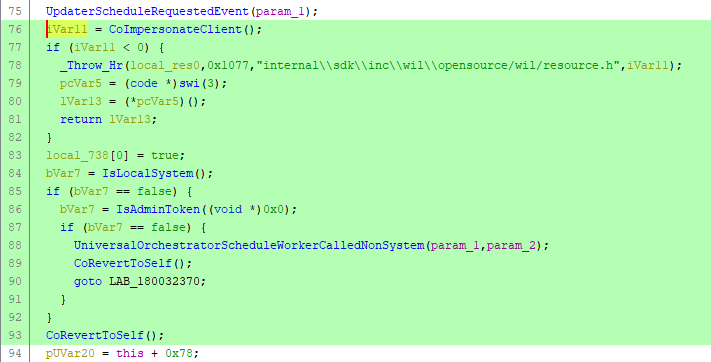 75 UpdaterScheduleRequestedEvent(param_1);
76 iVar11 = CoImpersonateClient();
77 if (iVar11 < 0) {
78 _Throw_Hr(local_res0,0x1077,"internal\\sdk\\inc\\wil\\opensource/wil/resource.h",iVar11);
79 pcVar5 = (code *)swi(3);
80 lVar13 = (*pcVar5)();
81 return lVar13;
82 }
83 local_738[0] = true;
84 bVar7 = IsLocalSystem();
85 if (bVar7 == false) {
86 bVar7 = IsAdminToken((void *)0x0);
87 if (bVar7 == false) {
88 UniversalOrchestratorScheduleWorkerCalledNonSystem(param_1,param_2);
89 CoRevertToSelf();
90 goto LAB_180032370;
91 }
92 }
93 CoRevertToSelf();
94 pUVar20 = this + 0x78;